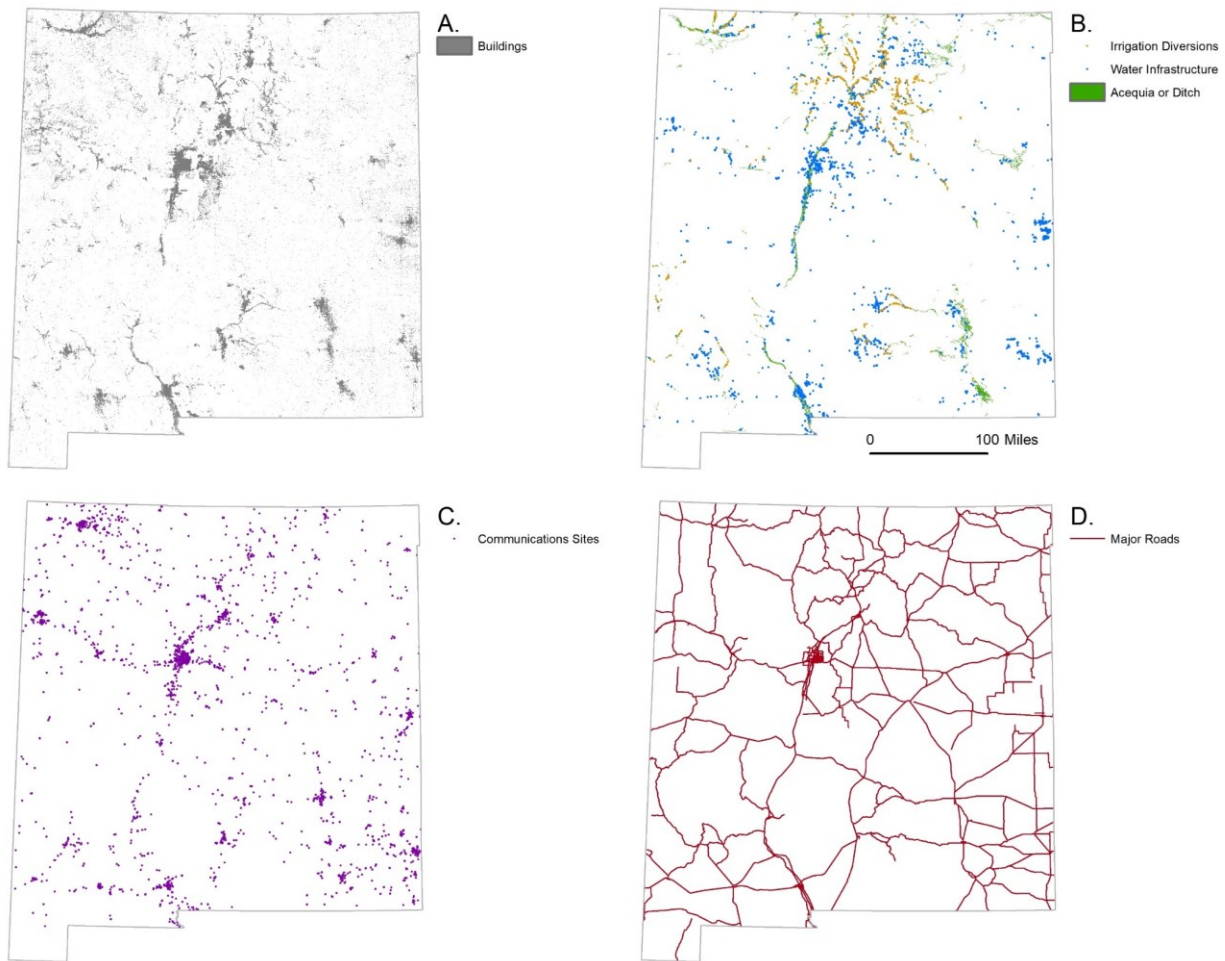 A.
Buildings
B.
Irrigation Diversions
Water Infrastructure
Acequia or Ditch
0 100 Miles
C.
Communications Sites
D.
Major Roads